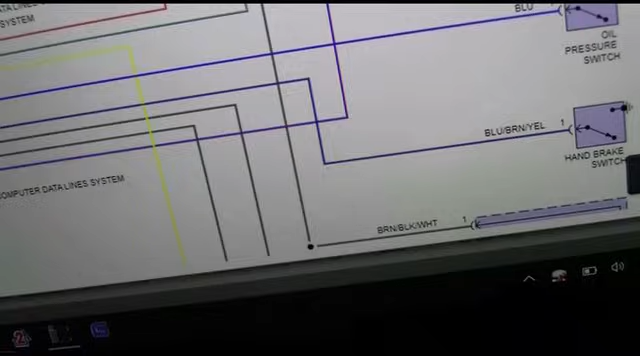 SYSTEM
BLU
OIL
PRESSURE
SWITCH
BLU/BRN/YEL 1
HAND BRAKE
SWITCH
COMPUTER DATA LINES SYSTEM
BRN/BLK/WHT 1